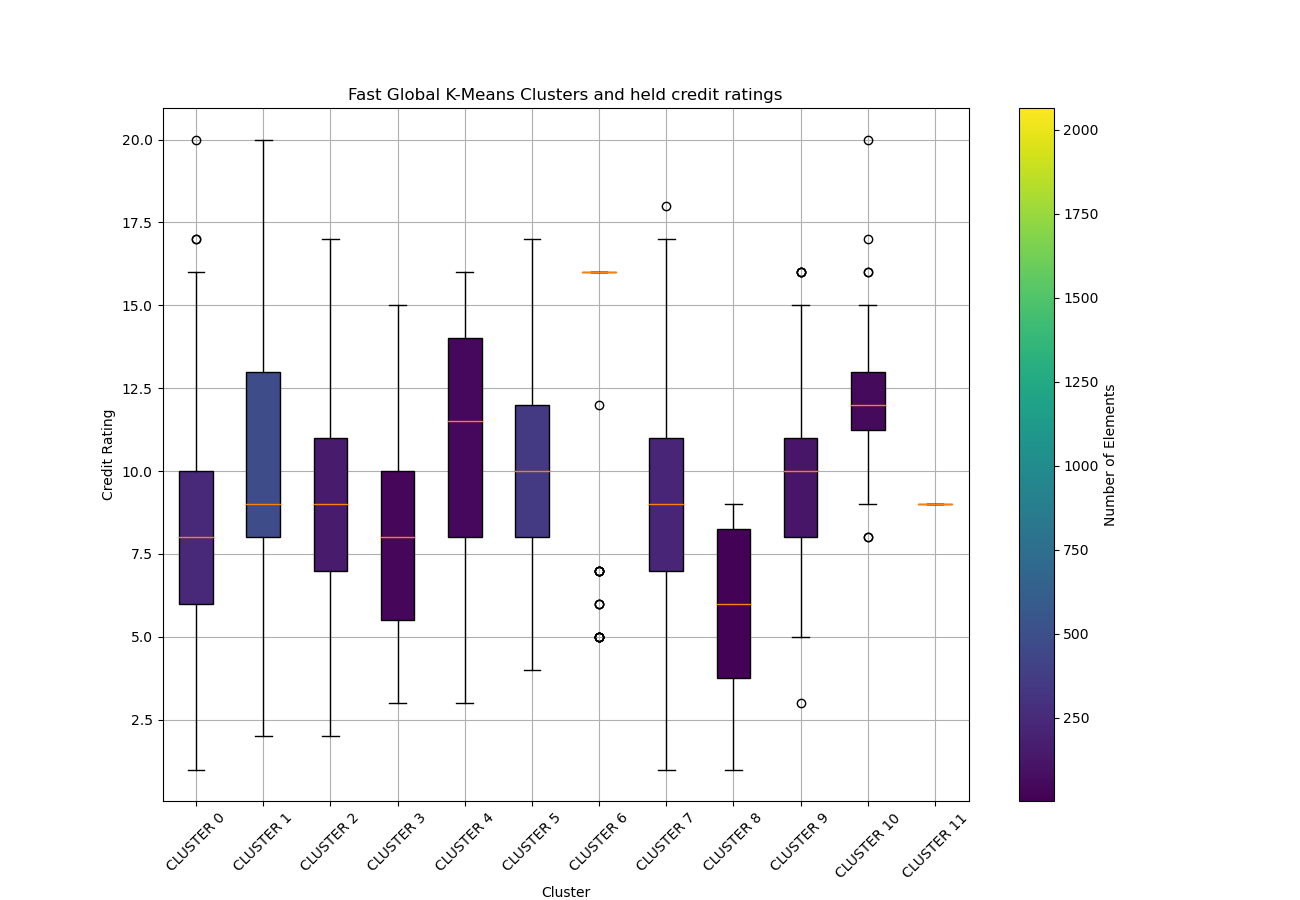 Fast Global K-Means Clusters and held credit ratings
Credit Rating
20.0
17.5
15.0
12.5
10.0
7.5
5.0
2.5
CLUSTER 0
CLUSTER 1
CLUSTER 2
CLUSTER 3
CLUSTER 4
CLUSTER 5
CLUSTER 6
CLUSTER 7
CLUSTER 8
CLUSTER 9
CLUSTER 10
CLUSTER 11
Cluster
2000
1750
1500
1250
1000
750
500
250
Number of Elements